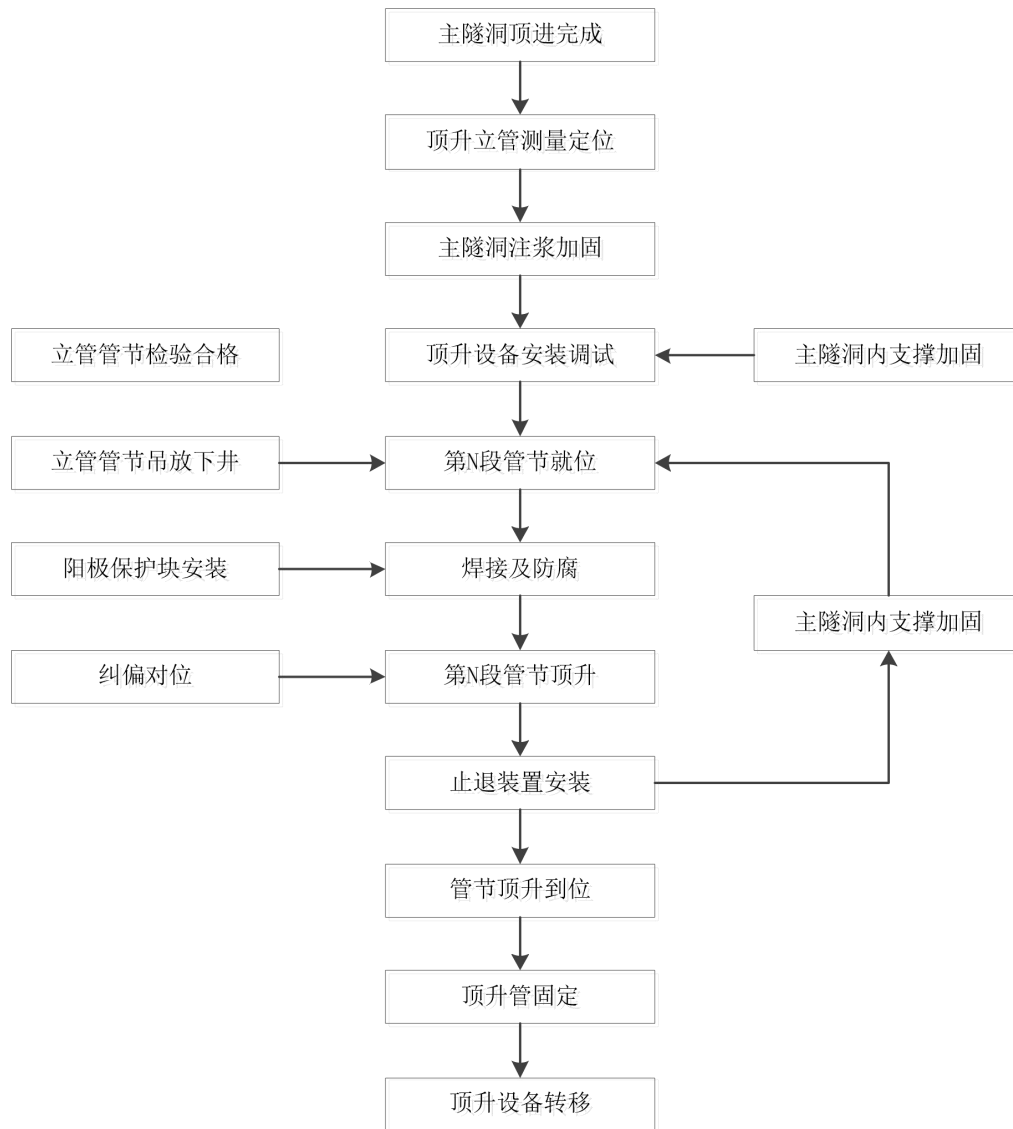 主隧洞顶进完成
顶升立管测量定位
主隧洞注浆加固
立管管节检验合格
顶升设备安装调试
主隧洞内支撑加固
立管管节吊放下井
第N段管节就位
阳极保护块安装
焊接及防腐
主隧洞内支撑加固
纠偏对位
第N段管节顶升
止退装置安装
管节顶升到位
顶升管固定
顶升设备转移